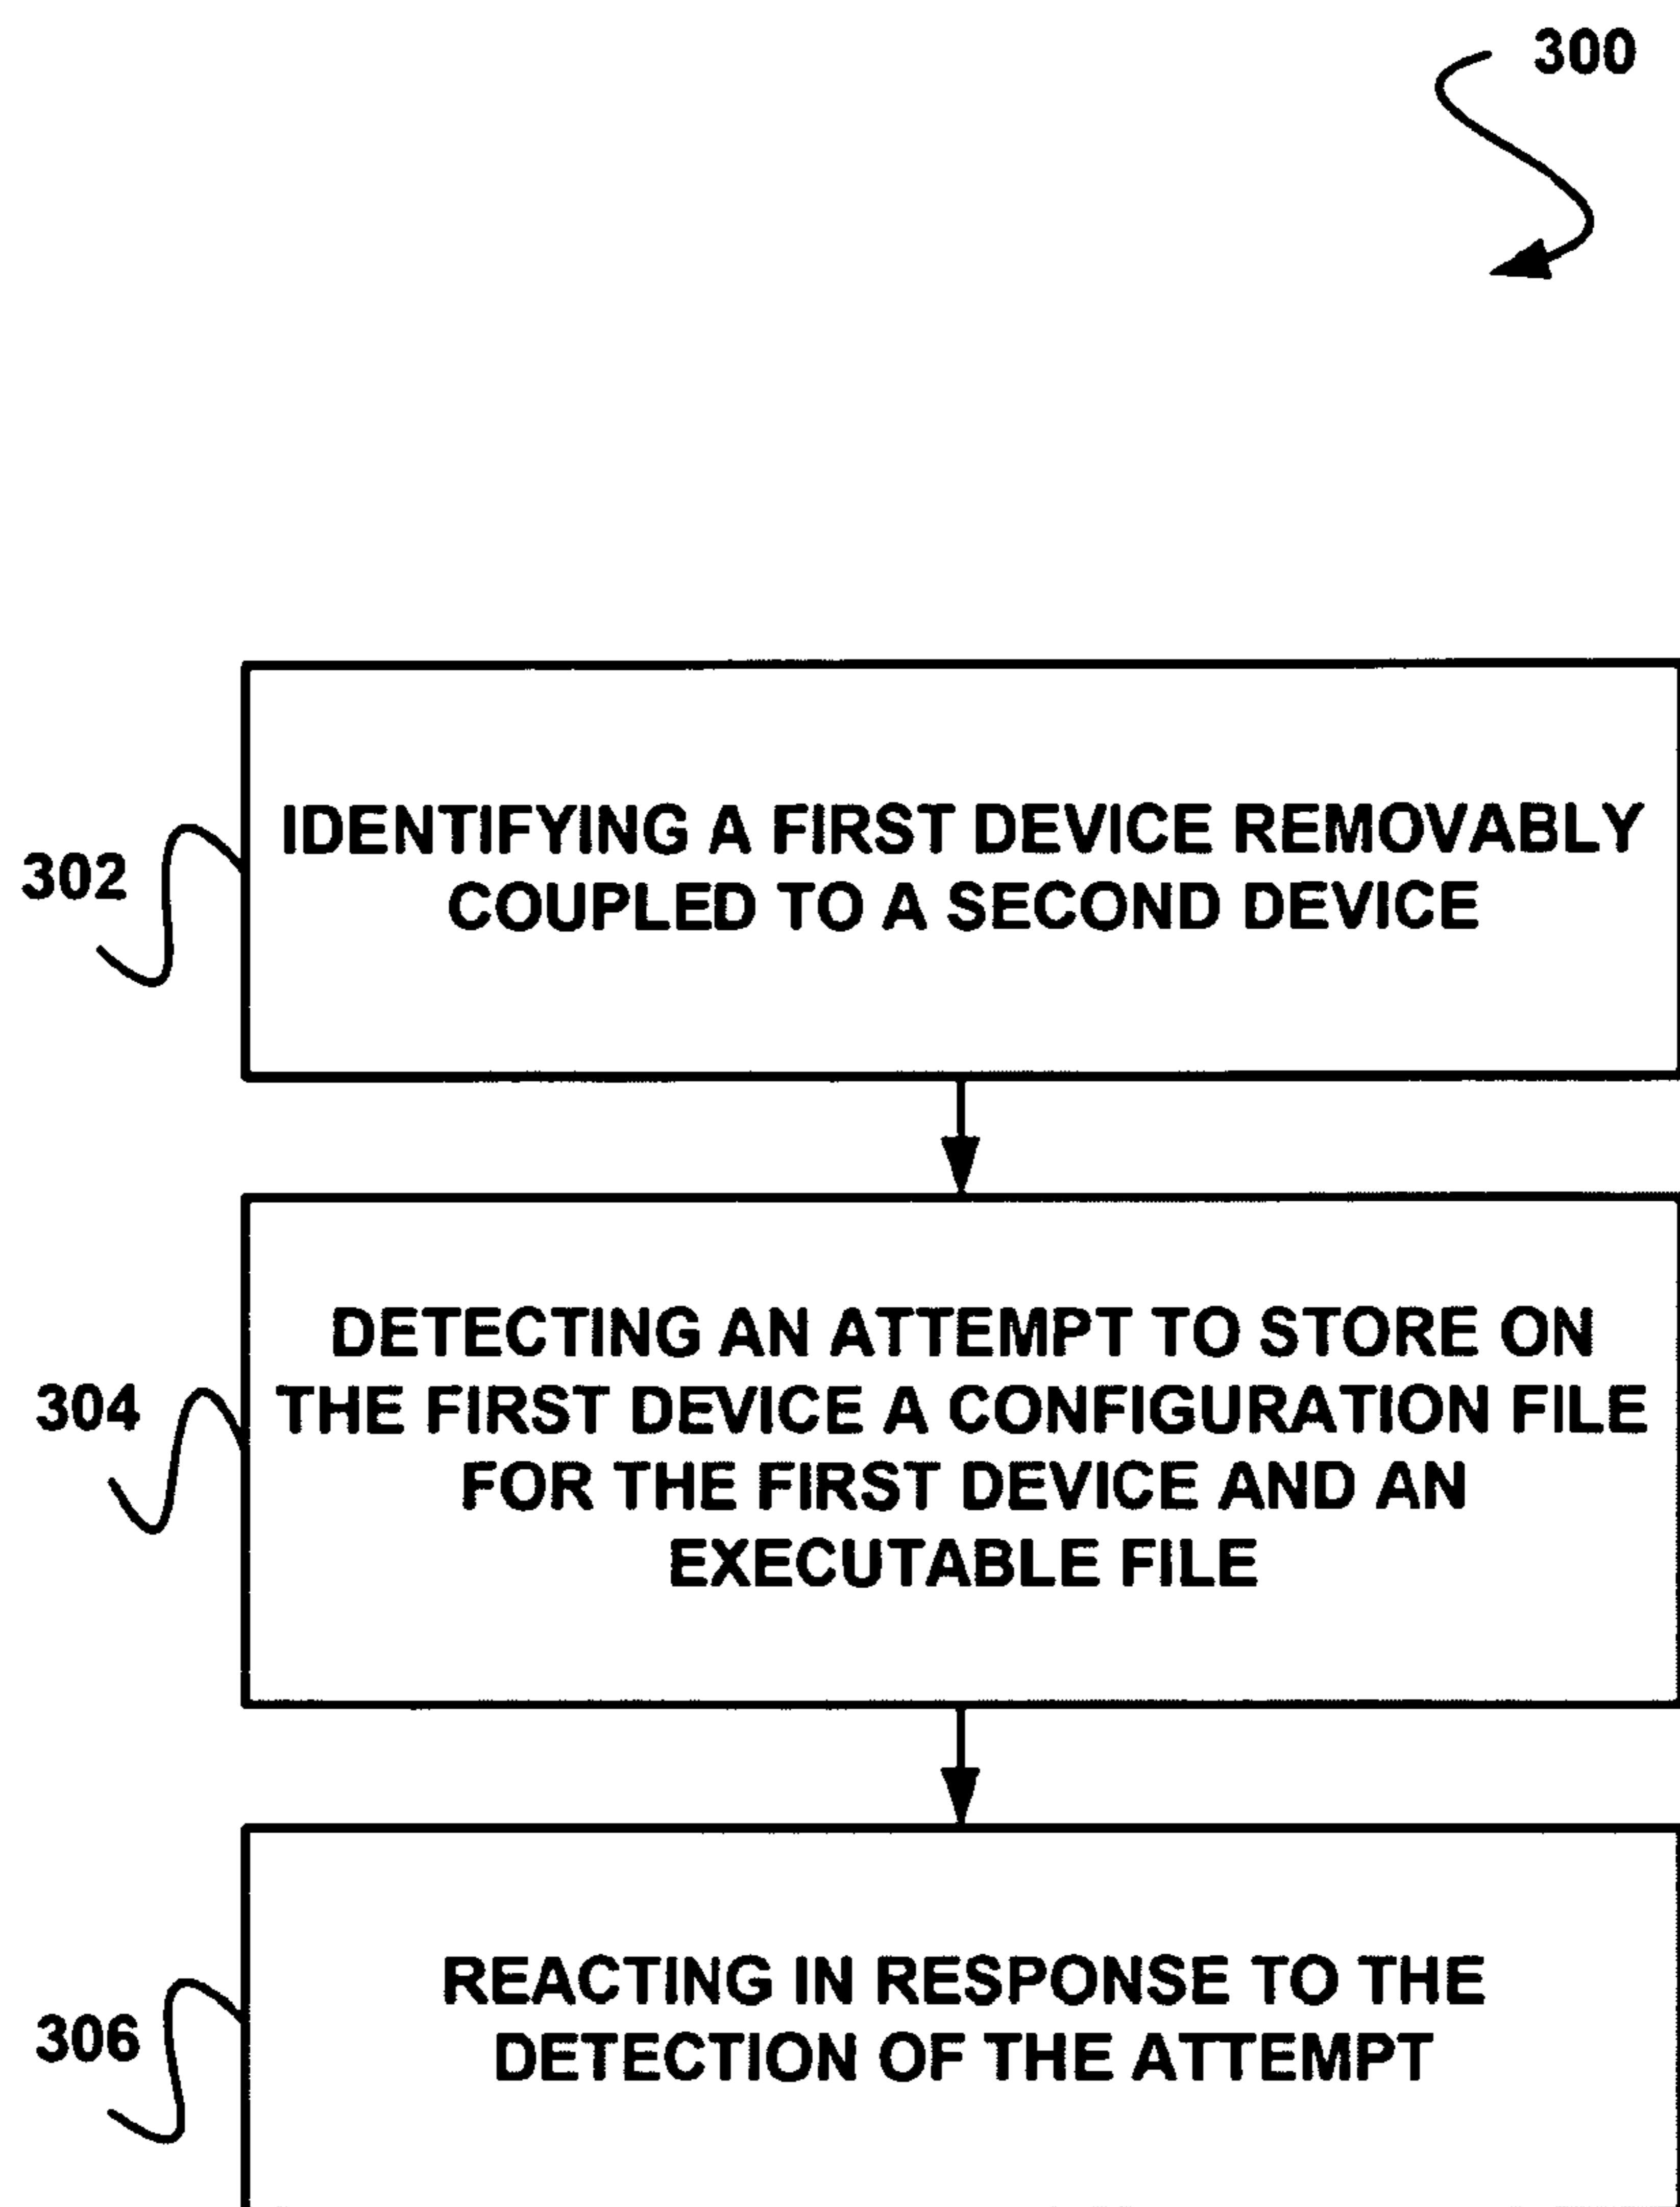 300
302
IDENTIFYING A FIRST DEVICE REMOVABLY
COUPLED TO A SECOND DEVICE
304
DETECTING AN ATTEMPT TO STORE ON
THE FIRST DEVICE A CONFIGURATION FILE
FOR THE FIRST DEVICE AND AN
EXECUTABLE FILE
306
REACTING IN RESPONSE TO THE
DETECTION OF THE ATTEMPT